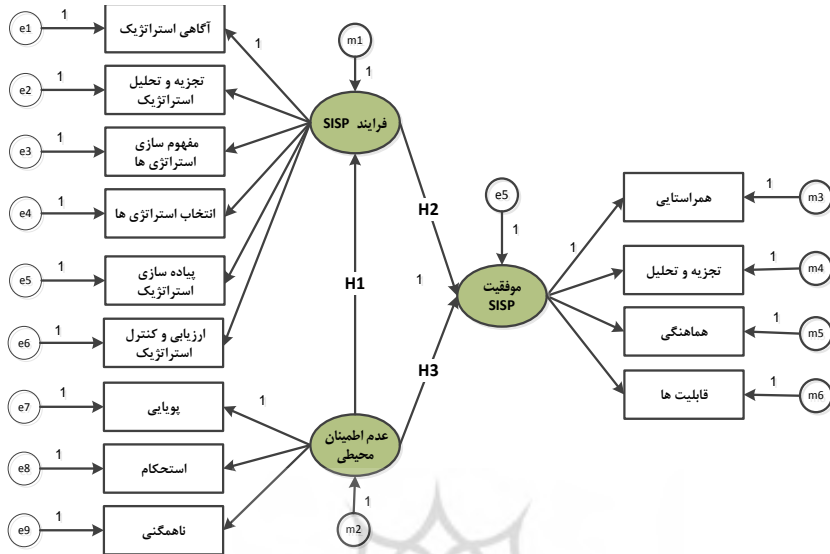 e1 1 آگاهی استراتژیک 1
m1
1
e2 1 تجزیه و تحلیل
استراتژیک
فرایند SISP
e3 1 مفهوم سازی
استراتژی ها
e4 1 انتخاب استراتژی ها
H2
e5
1
1 همراستایی 1 m3
e5 1 پیاده سازی
استراتژیک
H1
1
موفقیت
SISP
تجزیه و تحلیل 1 m4
e6 1 ارزیابی و کنترل
استراتژیک
هماهنگی 1 m5
H3
قابلیت ها 1 m6
e7 1 پویایی 1
عدم اطمینان
محیطی
e8 1 استحکام
1
m2
e9 1 ناهمگنی